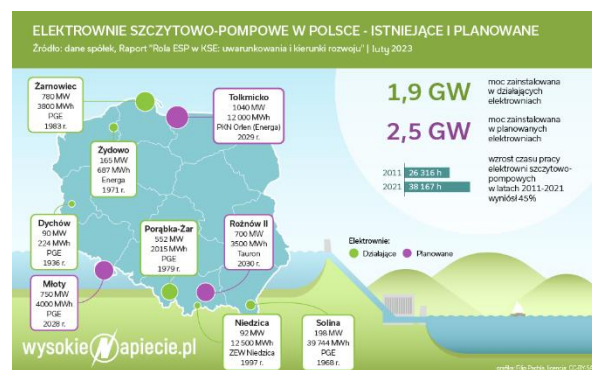 ELEKTROWNIE SZCZYTOWO-POMPOWE W POLSCE - ISTNIEJĄCE I PLANOWANE
Źródło: dane spółek, Raport "Rola ESP w KSE: uwarunkowania i kierunki rozwoju" | luty 2023
Żarnowiec
780 MW
3800 MWh
PGE
1983 r.
Tolkmicko
1040 MW
12 000 MWh
PKN Orlen (Energa)
2029 r.
Żydowo
165 MW
687 MWh
Energa
1971 r.
Dychów
90 MW
224 MWh
PGE
1936 r.
Porąbka-Żar
552 MW
2015 MWh
PGE
1979 r.
Rożnów II
700 MW
3500 MWh
Tauron
2030 r.
Młoty
750 MW
4000 MWh
PGE
2028 r.
Niedzica
92 MW
12 500 MWh
ZEW Niedzica
1997 r.
Solina
198 MW
39 744 MWh
PGE
1968 r.
1,9 GW
moc zainstalowana
w działających
elektrowniach
2,5 GW
moc zainstalowana
w planowanych
elektrowniach
2011 26 316 h
2021 38 167 h
wzrost czasu pracy
elektrowni szczytowo-
pompowych
w latach 2011-2021
wyniósł 45%
Elektrownie:
Działające Planowane
wysokieNapiecie.pl